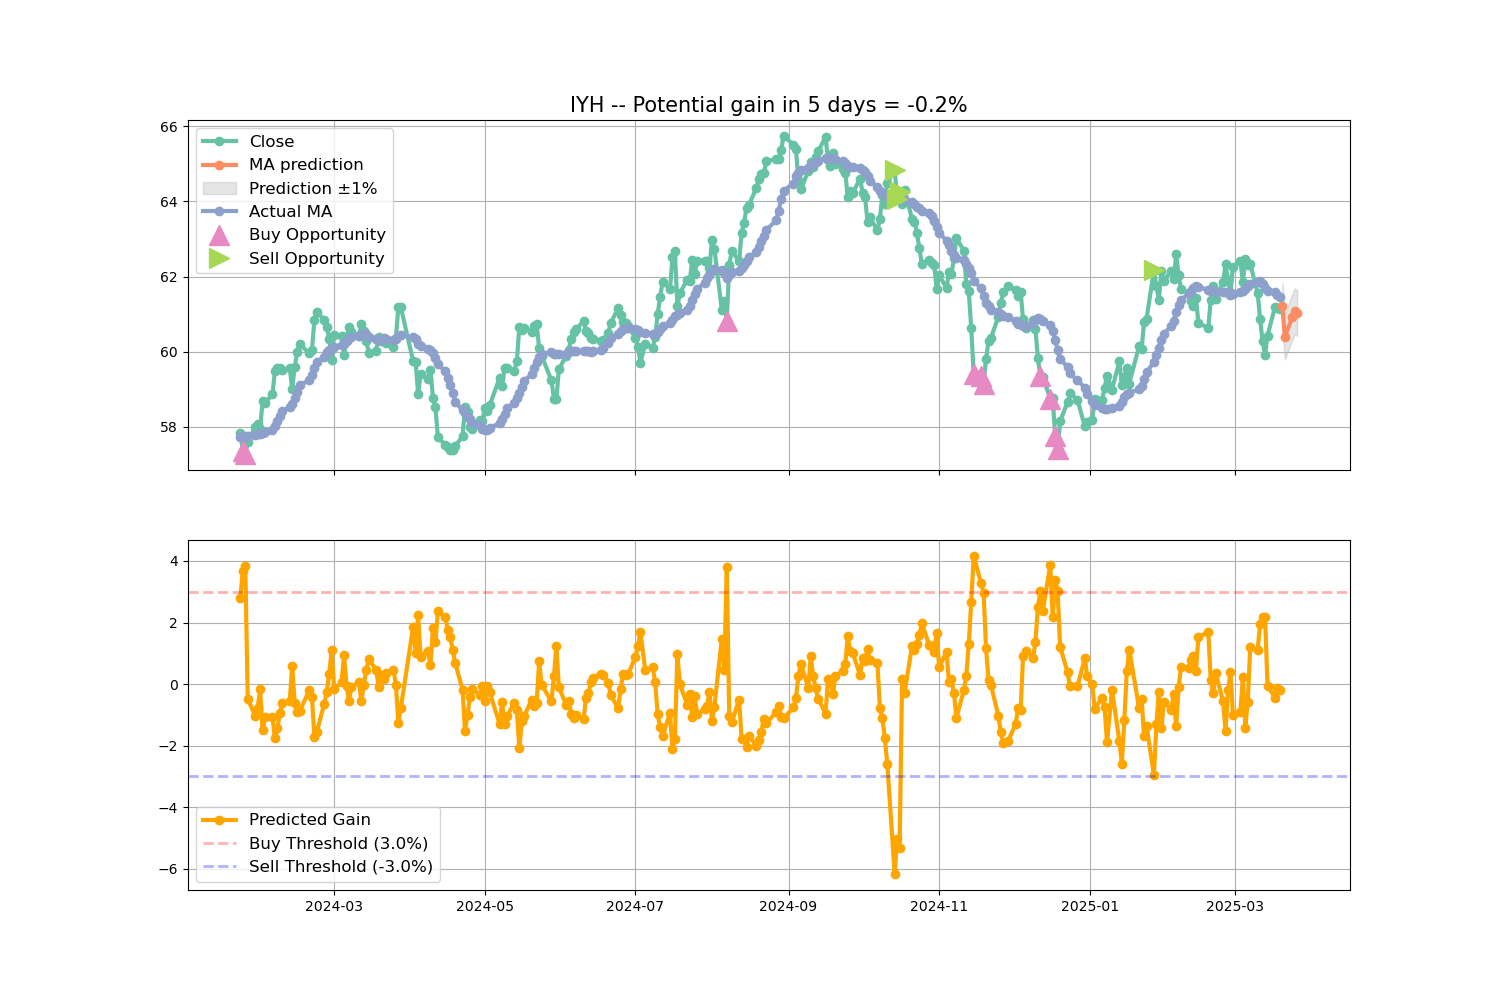 IYH -- Potential gain in 5 days = -0.2%
66
64
62
60
58
Close
MA prediction
Prediction ±1%
Actual MA
Buy Opportunity
Sell Opportunity
4
2
0
−2
−4
−6
Predicted Gain
Buy Threshold (3.0%)
Sell Threshold (-3.0%)
2024-03
2024-05
2024-07
2024-09
2024-11
2025-01
2025-03